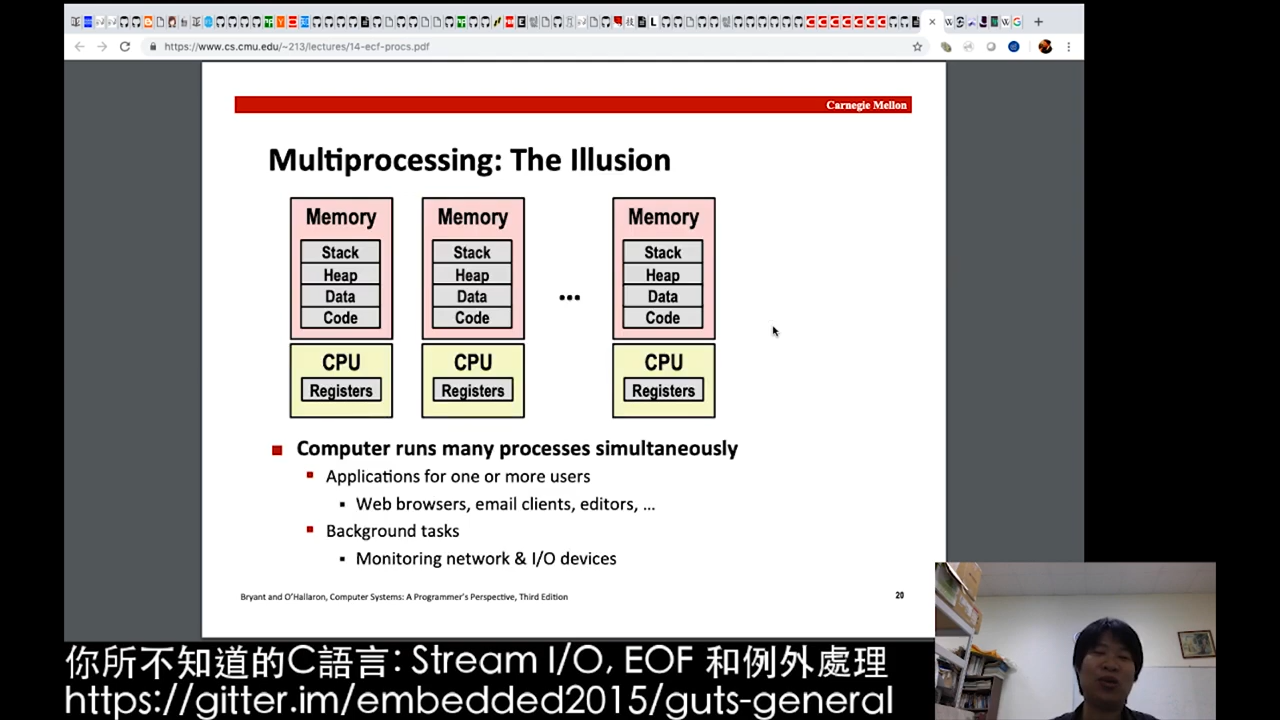 https://www.cs.cmu.edu/~213/lectures/14-ecf-procs.pdf
Carnegie Mellon
Multiprocessing: The Illusion
Memory Memory Memory
Stack Stack Stack
Heap Heap Heap
Data Data ... Data
Code Code Code
CPU CPU CPU
Registers Registers Registers
Computer runs many processes simultaneously
Applications for one or more users
Web browsers, email clients, editors, ...
Background tasks
Monitoring network & I/O devices
Bryant and O'Hallaron, Computer Systems: A Programmer's Perspective, Third Edition
20
你所不知道的C語言: Stream I/O, EOF 和例外處理
https://gitter.im/embedded2015/guts-general